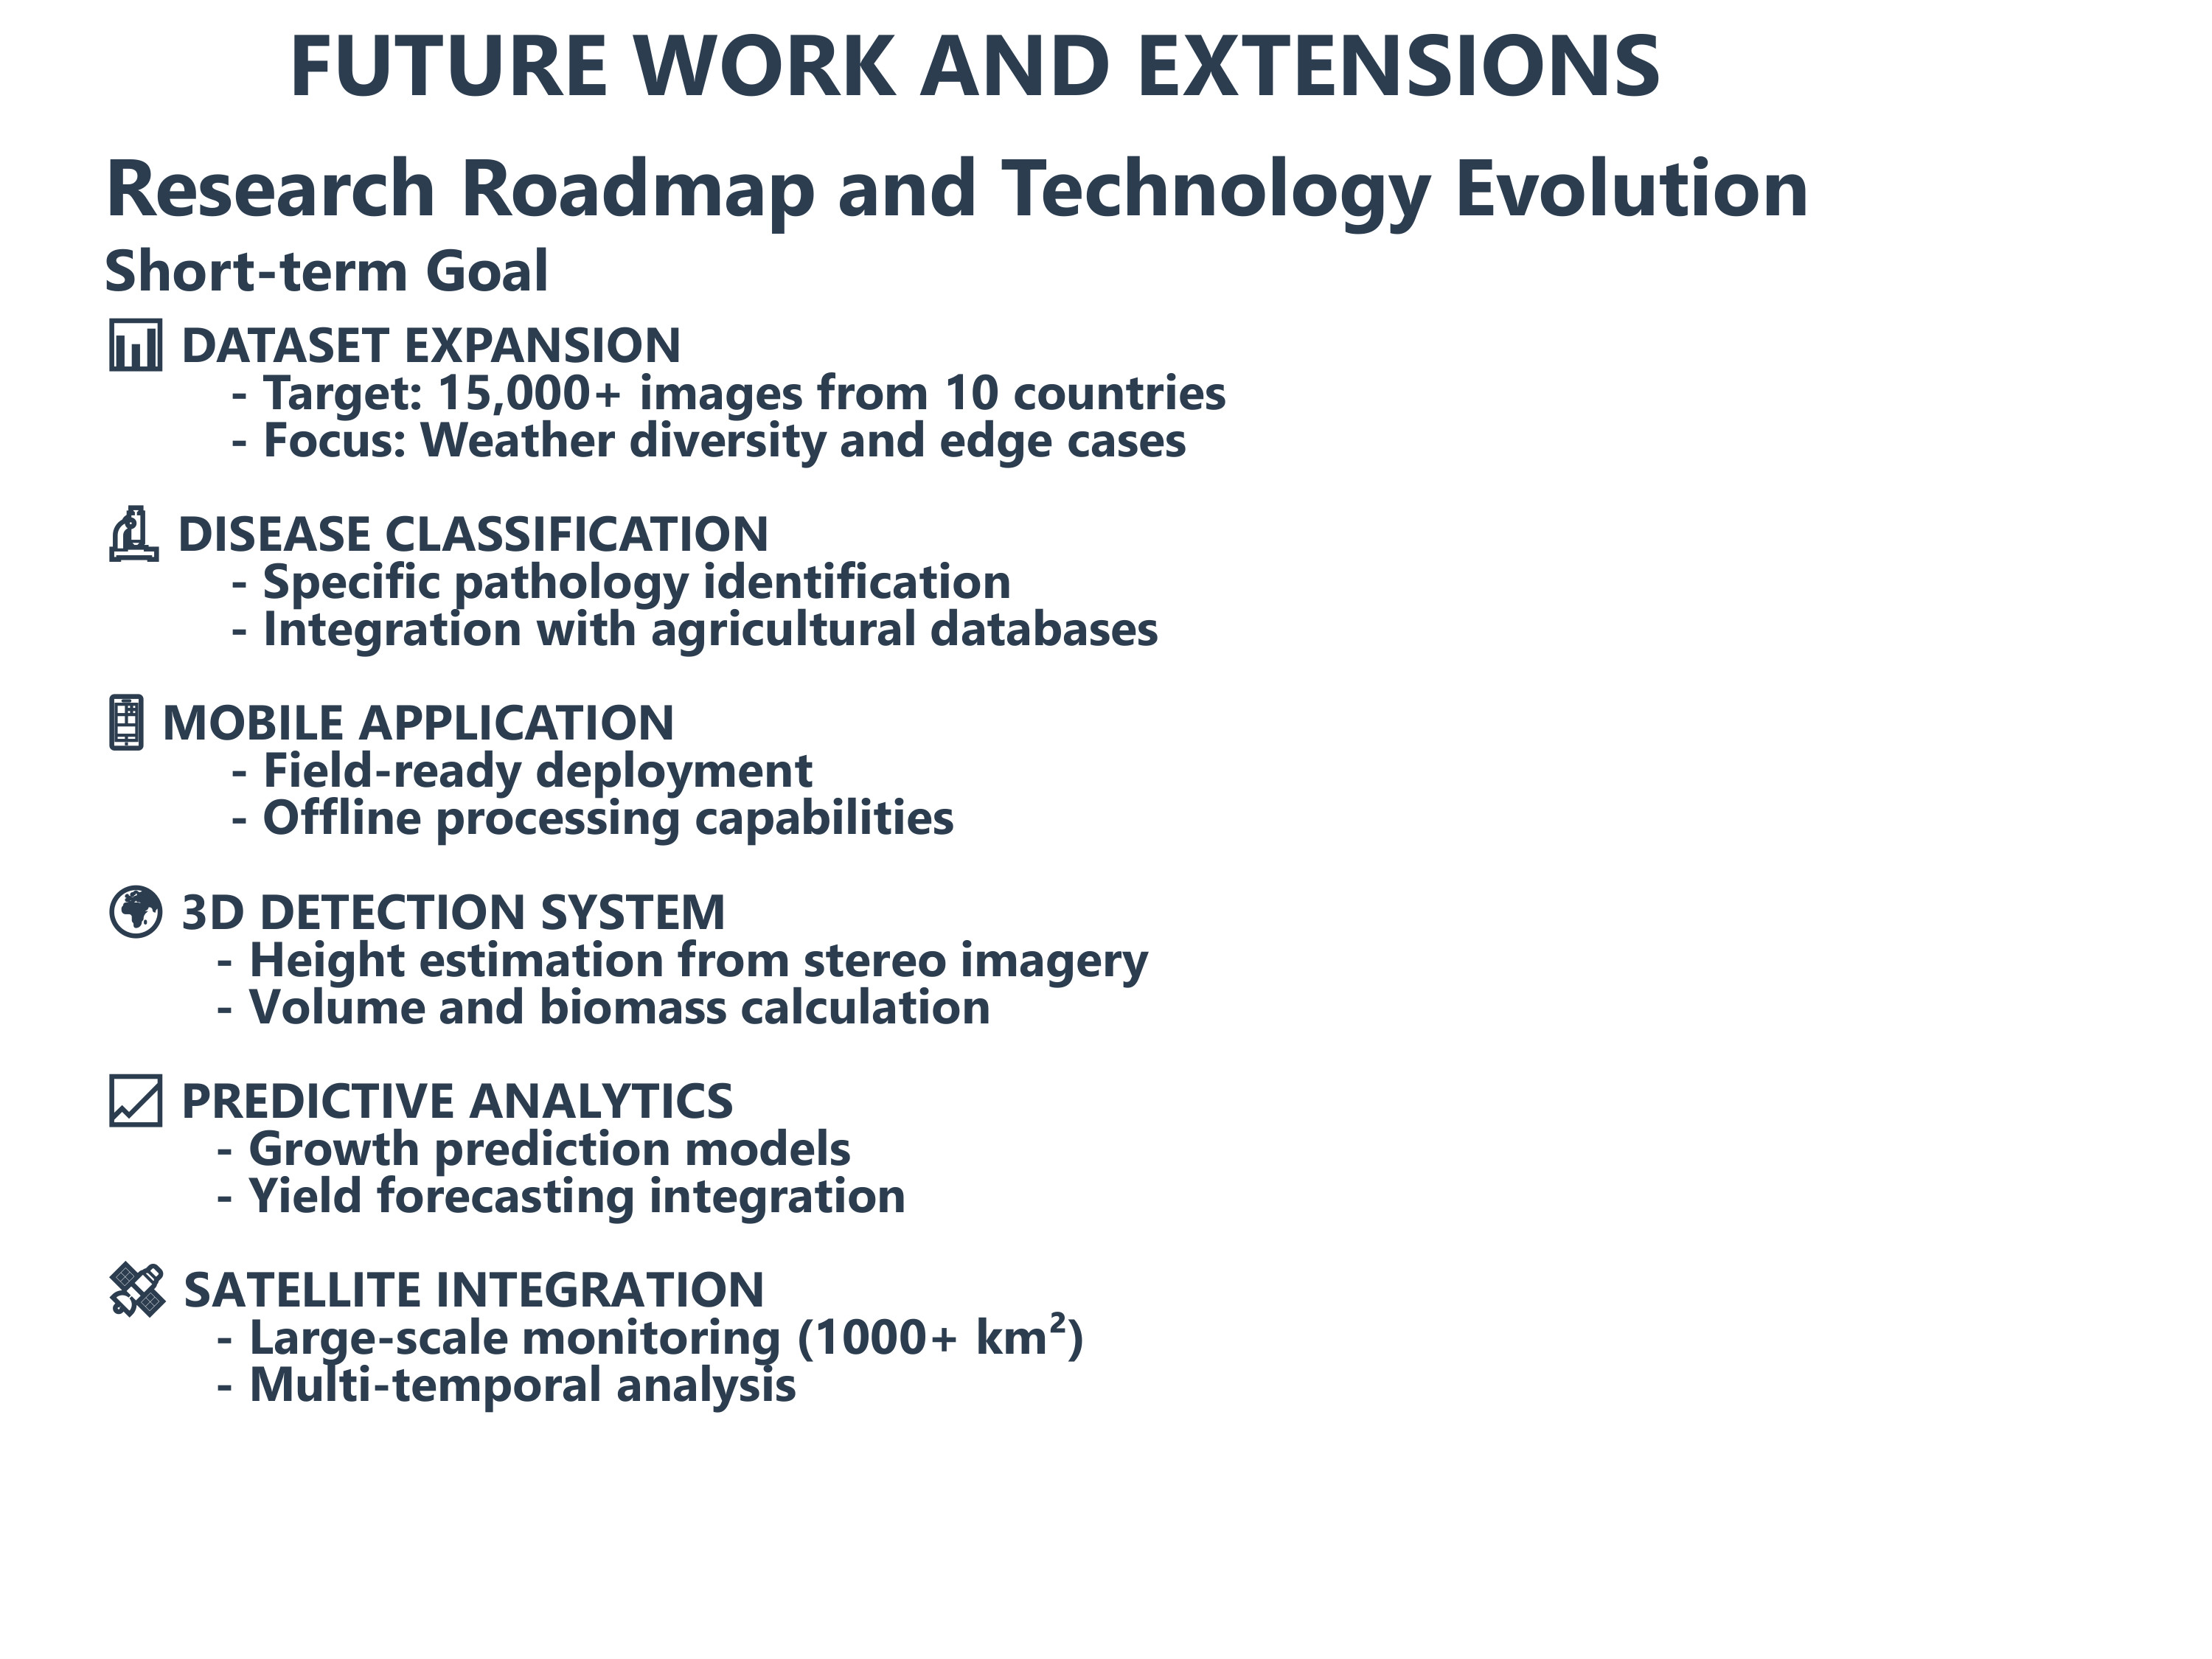 FUTURE WORK AND EXTENSIONS
Research Roadmap and Technology Evolution
Short-term Goal
📊 DATASET EXPANSION
- Target: 15,000+ images from 10 countries
- Focus: Weather diversity and edge cases
🔬 DISEASE CLASSIFICATION
- Specific pathology identification
- Integration with agricultural databases
📱 MOBILE APPLICATION
- Field-ready deployment
- Offline processing capabilities
🌍 3D DETECTION SYSTEM
- Height estimation from stereo imagery
- Volume and biomass calculation
📈 PREDICTIVE ANALYTICS
- Growth prediction models
- Yield forecasting integration
🛰 SATELLITE INTEGRATION
- Large-scale monitoring (1000+ km²)
- Multi-temporal analysis